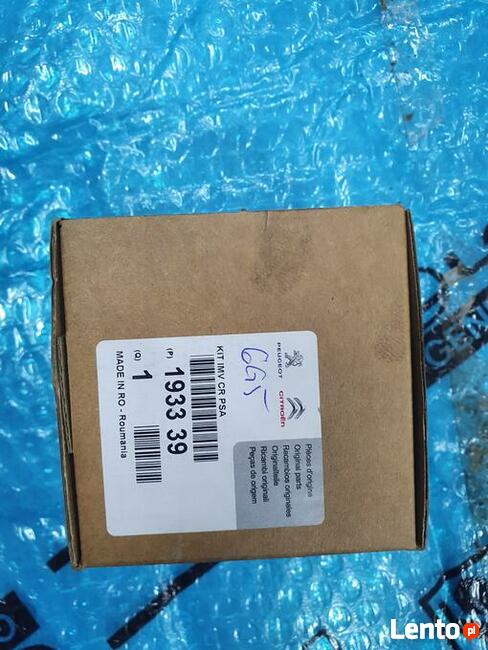 Pièces d'origine
Original parts
Recambios originales
Originalteile
Ricambi originali
Peças de origem
PEUGEOT CITROËN
KIT IMV CR PSA
(P) 1933 39
(Q) 1
MADE IN RO - Roumania
Lento.pl